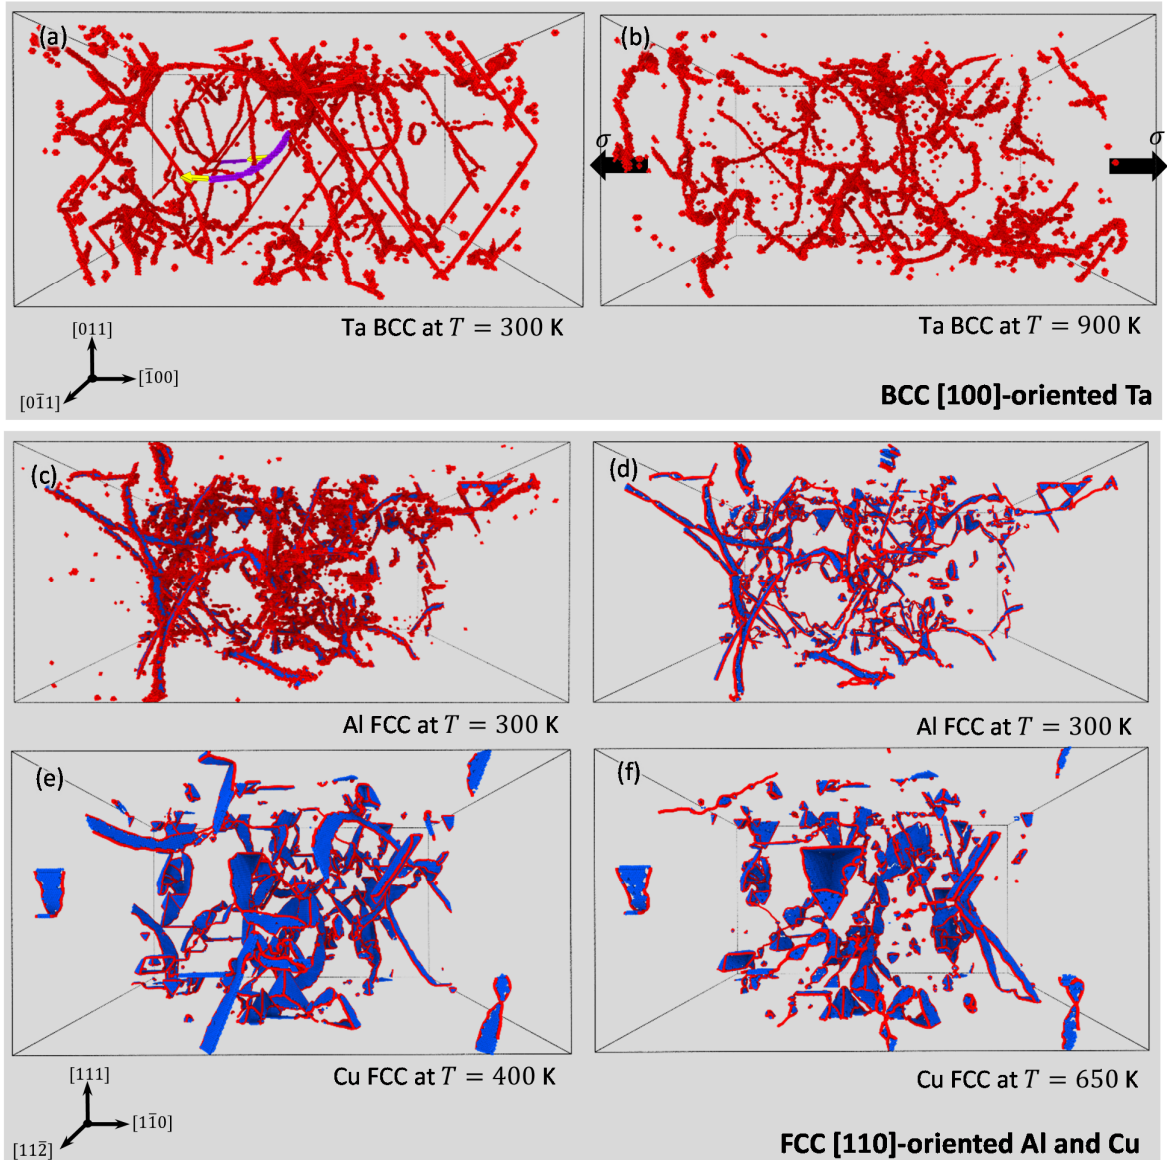 (a)
(b)
σ
σ
Ta BCC at T = 300 K
Ta BCC at T = 900 K
[011]
[1̄00]
[01̄1]
BCC [100]-oriented Ta
(c)
(d)
Al FCC at T = 300 K
Al FCC at T = 300 K
(e)
(f)
Cu FCC at T = 400 K
Cu FCC at T = 650 K
[111]
[11̄0]
[112̄]
FCC [110]-oriented Al and Cu